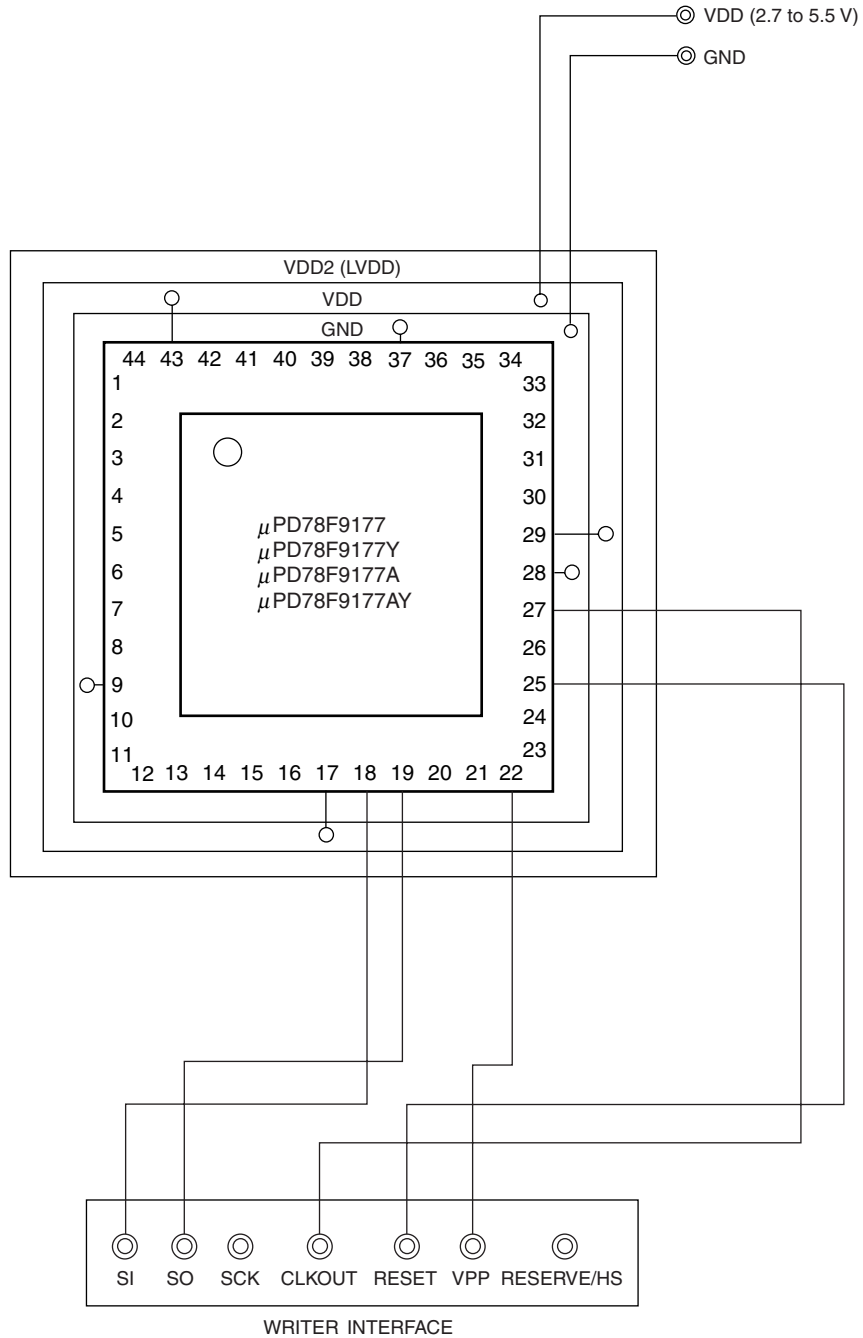 VDD (2.7 to 5.5 V)
GND
VDD2 (LVDD)
VDD
GND
44 43 42 41 40 39 38 37 36 35 34
1
2
3
4
5
6
7
8
9
10
11
33
32
31
30
29
28
27
26
25
24
23
μPD78F9177
μPD78F9177Y
μPD78F9177A
μPD78F9177AY
12 13 14 15 16 17 18 19 20 21 22
SI SO SCK CLKOUT RESET VPP RESERVE/HS
WRITER INTERFACE